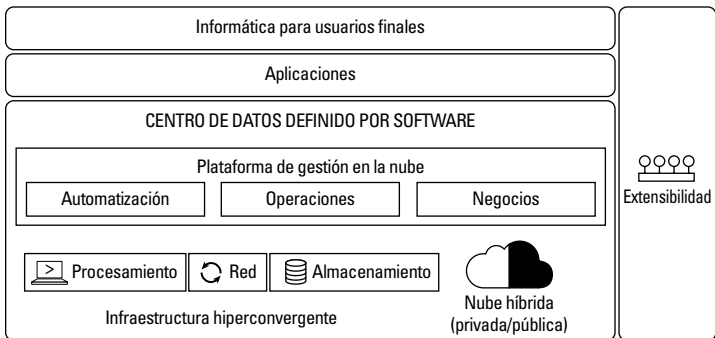 Informática para usuarios finales
Aplicaciones
CENTRO DE DATOS DEFINIDO POR SOFTWARE
Plataforma de gestión en la nube
Automatización
Operaciones
Negocios
Extensibilidad
>
Procesamiento
Red
Almacenamiento
Infraestructura hiperconvergente
Nube híbrida
(privada/pública)